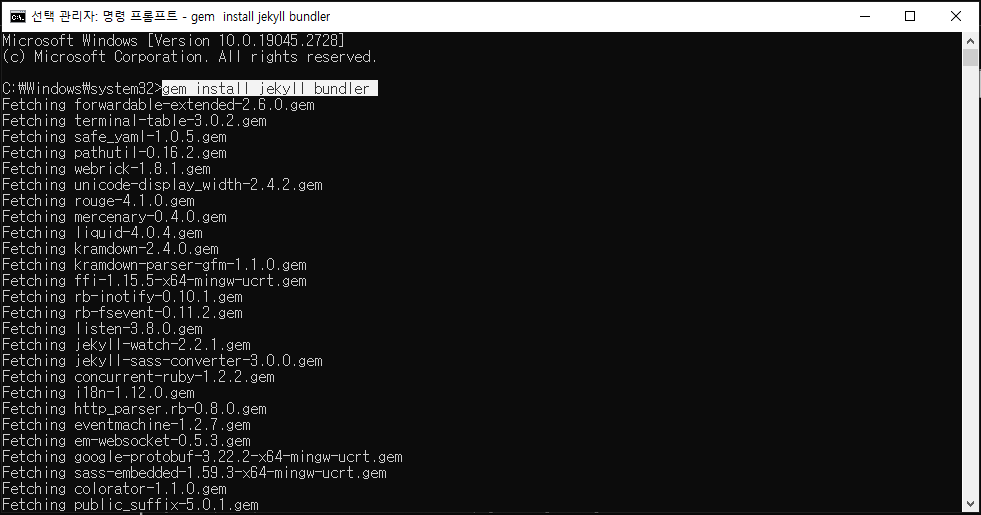 선택 관리자: 명령 프롬프트 - gem  install jekyll bundler
Microsoft Windows [Version 10.0.19045.2728]
(c) Microsoft Corporation. All rights reserved.
C:₩Windows₩system32>gem install jekyll bundler
Fetching forwardable-extended-2.6.0.gem
Fetching terminal-table-3.0.2.gem
Fetching safe_yaml-1.0.5.gem
Fetching pathutil-0.16.2.gem
Fetching webrick-1.8.1.gem
Fetching unicode-display_width-2.4.2.gem
Fetching rouge-4.1.0.gem
Fetching mercenary-0.4.0.gem
Fetching liquid-4.0.4.gem
Fetching kramdown-2.4.0.gem
Fetching kramdown-parser-gfm-1.1.0.gem
Fetching ffi-1.15.5-x64-mingw-ucrt.gem
Fetching rb-inotify-0.10.1.gem
Fetching rb-fsevent-0.11.2.gem
Fetching listen-3.8.0.gem
Fetching jekyll-watch-2.2.1.gem
Fetching jekyll-sass-converter-3.0.0.gem
Fetching concurrent-ruby-1.2.2.gem
Fetching i18n-1.12.0.gem
Fetching http_parser.rb-0.8.0.gem
Fetching eventmachine-1.2.7.gem
Fetching em-websocket-0.5.3.gem
Fetching google-protobuf-3.22.2-x64-mingw-ucrt.gem
Fetching sass-embedded-1.59.3-x64-mingw-ucrt.gem
Fetching colorator-1.1.0.gem
Fetching public_suffix-5.0.1.gem